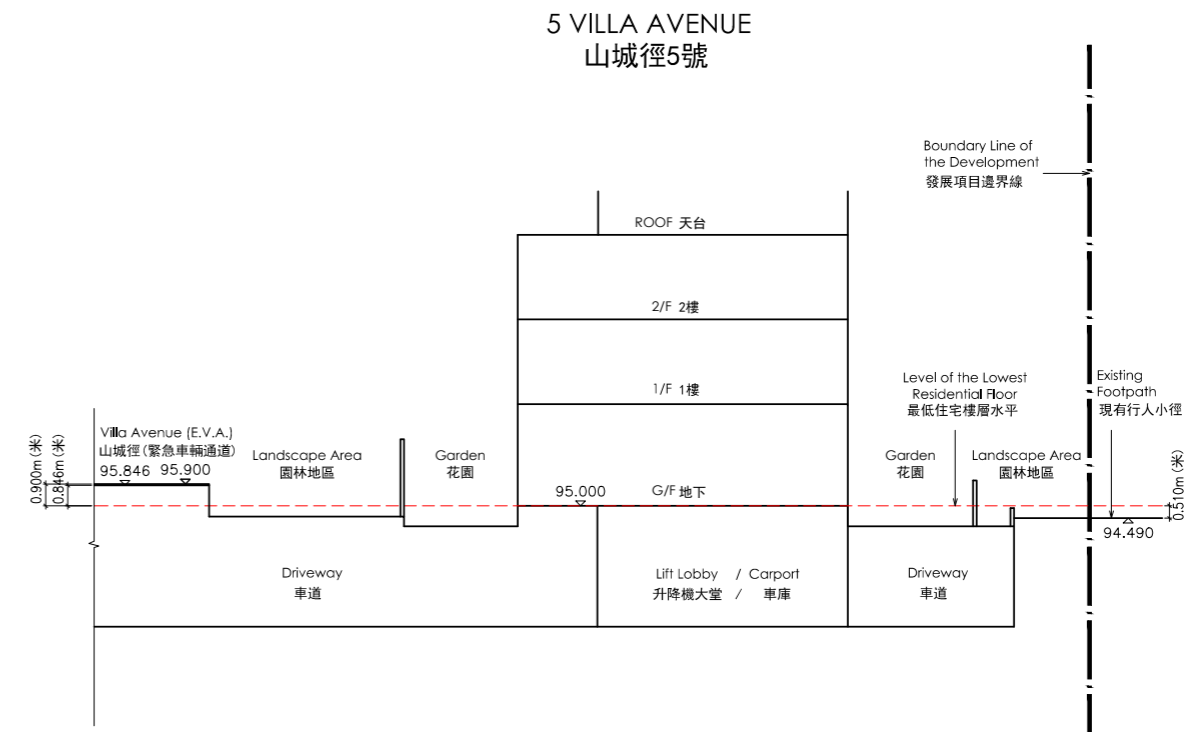 5 VILLA AVENUE
山城徑5號
Boundary Line of
the Development
發展項目邊界線
ROOF 天台
2/F 2樓
1/F 1樓
Level of the Lowest
Residential Floor
最低住宅樓層水平
Existing
Footpath
現有行人小徑
Villa Avenue (E.V.A.)
山城徑(緊急車輛通道)
95.846 95.900
0.900m (米)
0.846m (米)
Landscape Area
園林地區
Garden
花園
95.000
G/F 地下
Garden
花園
Landscape Area
園林地區
0.510m (米)
94.490
Driveway
車道
Lift Lobby / Carport
升降機大堂 / 車庫
Driveway
車道